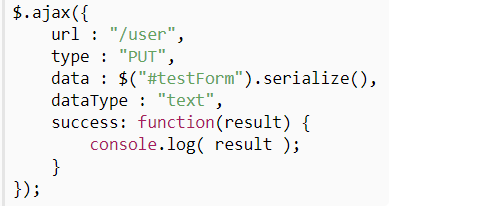 $.ajax({
    url : "/user",
    type : "PUT",
    data : $("#testForm").serialize(),
    dataType : "text",
    success: function(result) {
        console.log( result );
    }
});